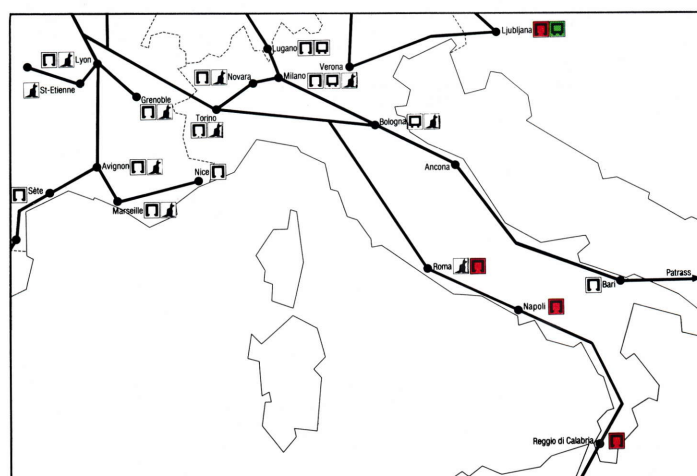 Ljubljana
Lugano
Verona
Lyon
Novara
Milano
St-Etienne
Grenoble
Torino
Bologna
Avignon
Nice
Ancona
Sète
Marseille
Roma
Bari
Patrass
Napoli
Reggio di Calabria